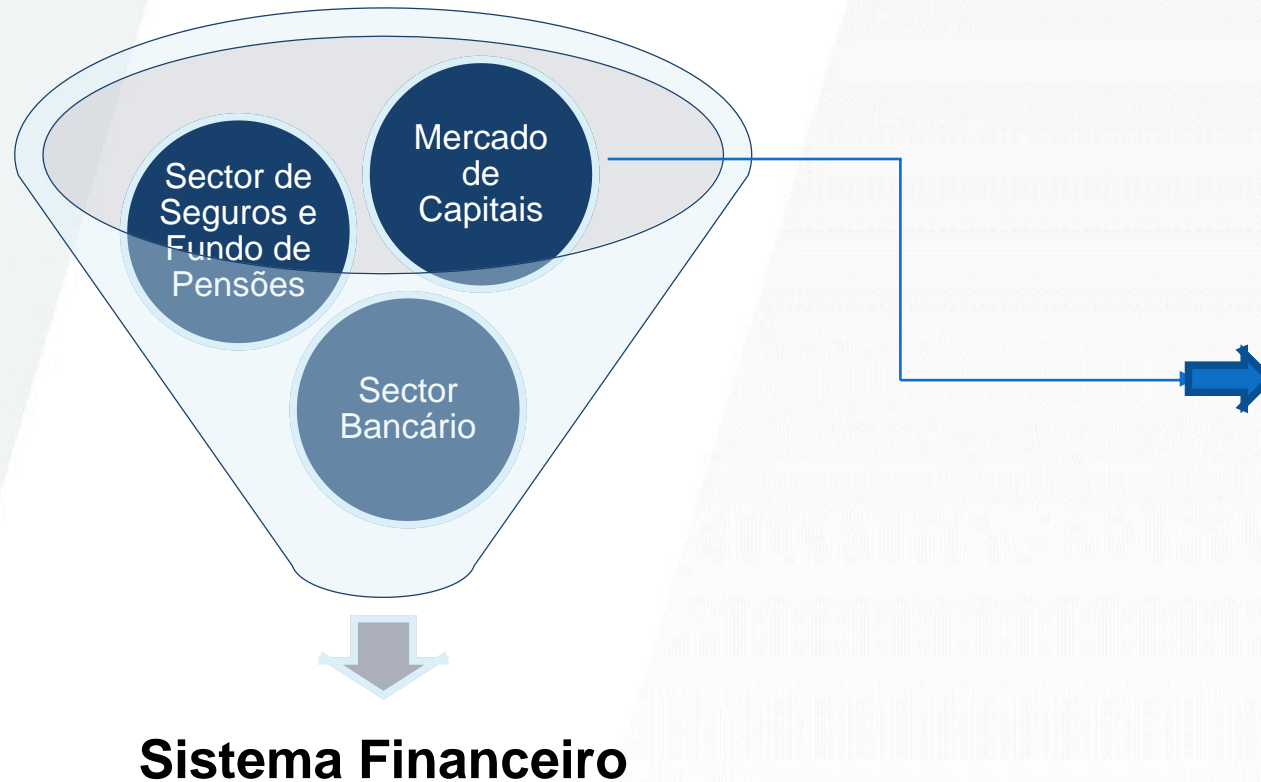 Mercado
de
Capitais
Sector de
Seguros e
Fundo de
Pensões
Sector
Bancário
Sistema Financeiro